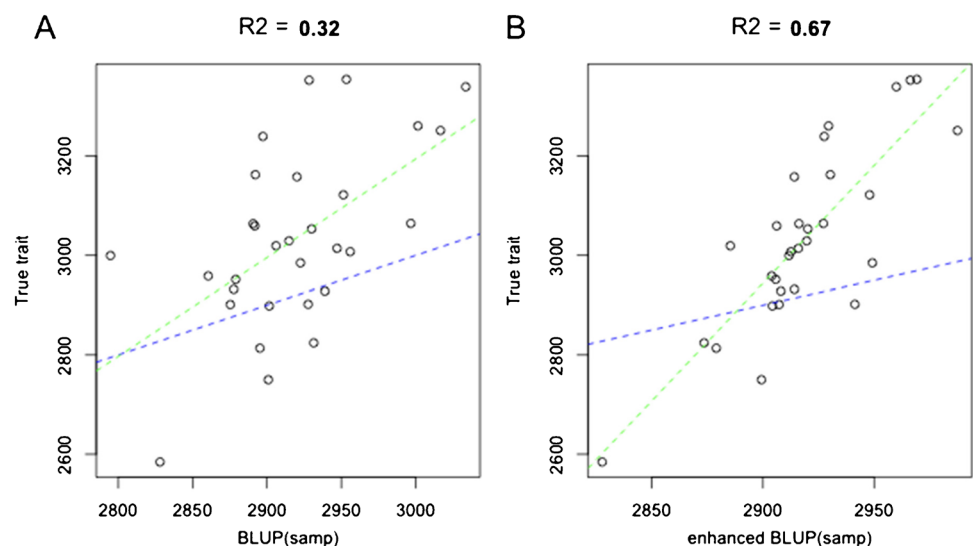 A
R2 = 0.32
True trait
3200
3000
2800
2600
2800 2850 2900 2950 3000
BLUP(samp)
B
R2 = 0.67
True trait
3200
3000
2800
2600
2850 2900 2950
enhanced BLUP(samp)